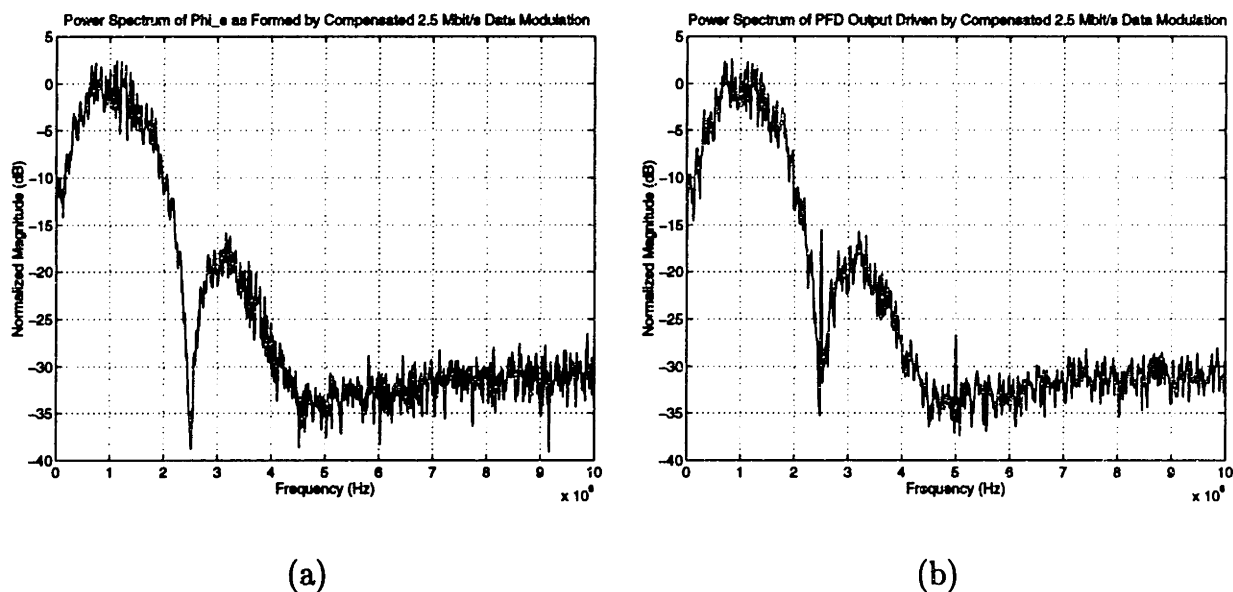 Power Spectrum of Phi_e as Formed by Compensated 2.5 Mbit/s Data Modulation
5
0
−5
−10
−15
−20
−25
−30
−35
−40
Normalized Magnitude (dB)
0 1 2 3 4 5 6 7 8 9 10
Frequency (Hz)
x 10^6
(a)
Power Spectrum of PFD Output Driven by Compensated 2.5 Mbit/s Data Modulation
5
0
−5
−10
−15
−20
−25
−30
−35
−40
Normalized Magnitude (dB)
0 1 2 3 4 5 6 7 8 9 10
Frequency (Hz)
x 10^6
(b)